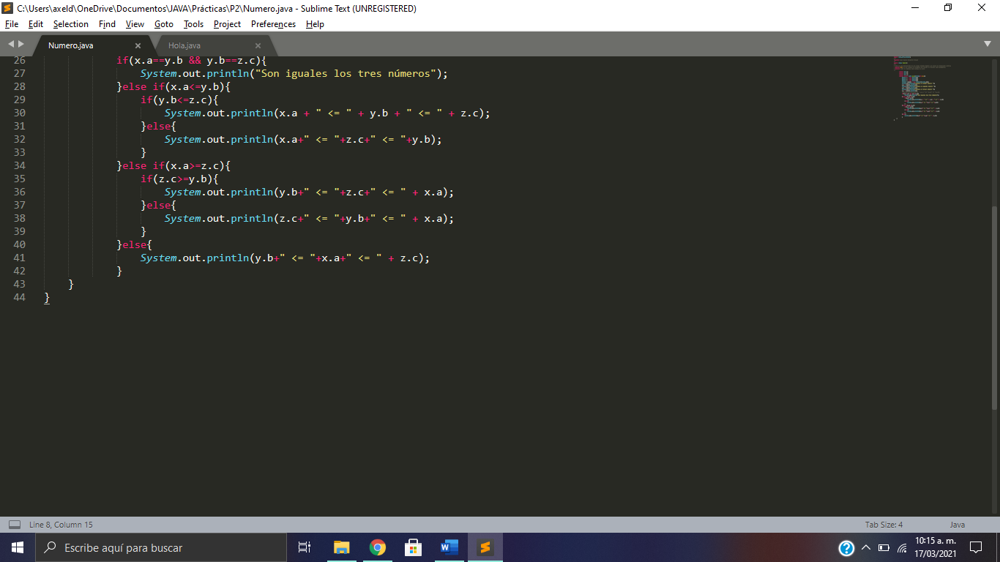 C:\Users\axeld\OneDrive\Documentos\JAVA\Prácticas\P2\Numero.java - Sublime Text (UNREGISTERED)
File Edit Selection Find View Goto Tools Project Preferences Help
Numero.java Hola.java
26 if(x.a==y.b && y.b==z.c){
27 System.out.println("Son iguales los tres números");
28 }else if(x.a<=y.b){
29 if(y.b<=z.c){
30 System.out.println(x.a + " <= " + y.b + " <= " + z.c);
31 }else{
32 System.out.println(x.a+" <= "+z.c+" <= "+y.b);
33 }
34 }else if(x.a>=z.c){
35 if(z.c>=y.b){
36 System.out.println(y.b+" <= "+z.c+" <= " + x.a);
37 }else{
38 System.out.println(z.c+" <= "+y.b+" <= " + x.a);
39 }
40 }else{
41 System.out.println(y.b+" <= "+x.a+" <= " + z.c);
42 }
43 }
44 }
Line 8, Column 15 Tab Size: 4 Java
Escribe aquí para buscar
10:15 a. m.
17/03/2021